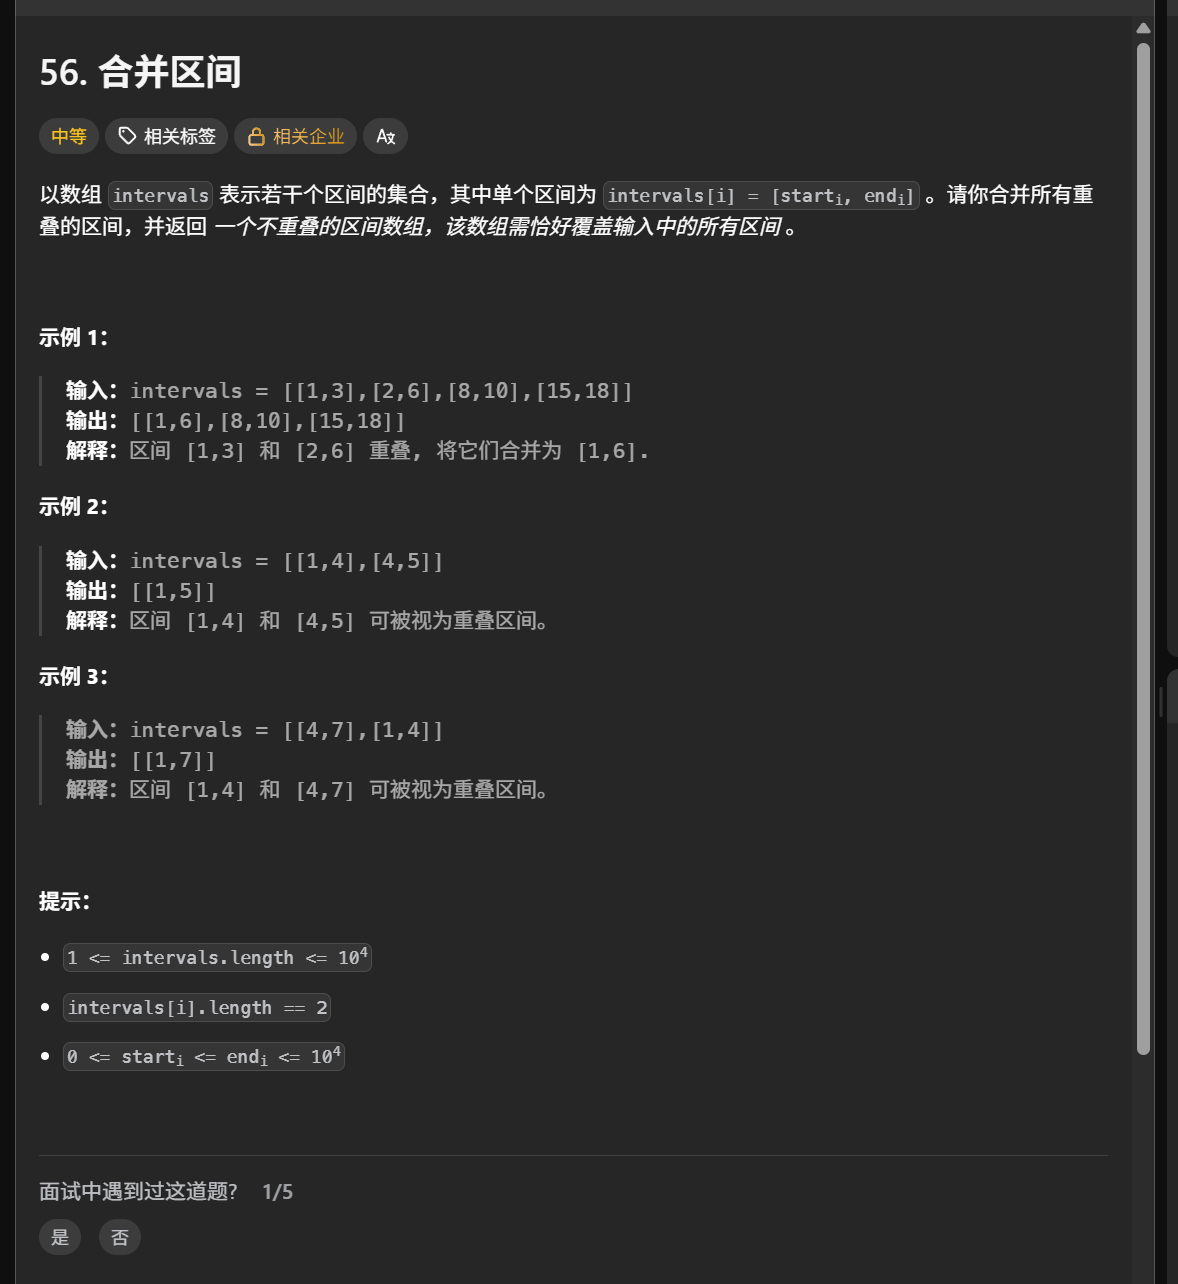 56. 合并区间
中等 相关标签 相关企业 A文
以数组 intervals 表示若干个区间的集合，其中单个区间为 intervals[i] = [starti, endi] 。请你合并所有重
叠的区间，并返回 一个不重叠的区间数组，该数组需恰好覆盖输入中的所有区间 。
示例 1：
输入：intervals = [[1,3],[2,6],[8,10],[15,18]]
输出：[[1,6],[8,10],[15,18]]
解释：区间 [1,3] 和 [2,6] 重叠, 将它们合并为 [1,6].
示例 2：
输入：intervals = [[1,4],[4,5]]
输出：[[1,5]]
解释：区间 [1,4] 和 [4,5] 可被视为重叠区间。
示例 3：
输入：intervals = [[4,7],[1,4]]
输出：[[1,7]]
解释：区间 [1,4] 和 [4,7] 可被视为重叠区间。
提示：
• 1 <= intervals.length <= 10⁴
• intervals[i].length == 2
• 0 <= starti <= endi <= 10⁴
面试中遇到过这道题? 1/5
是 否